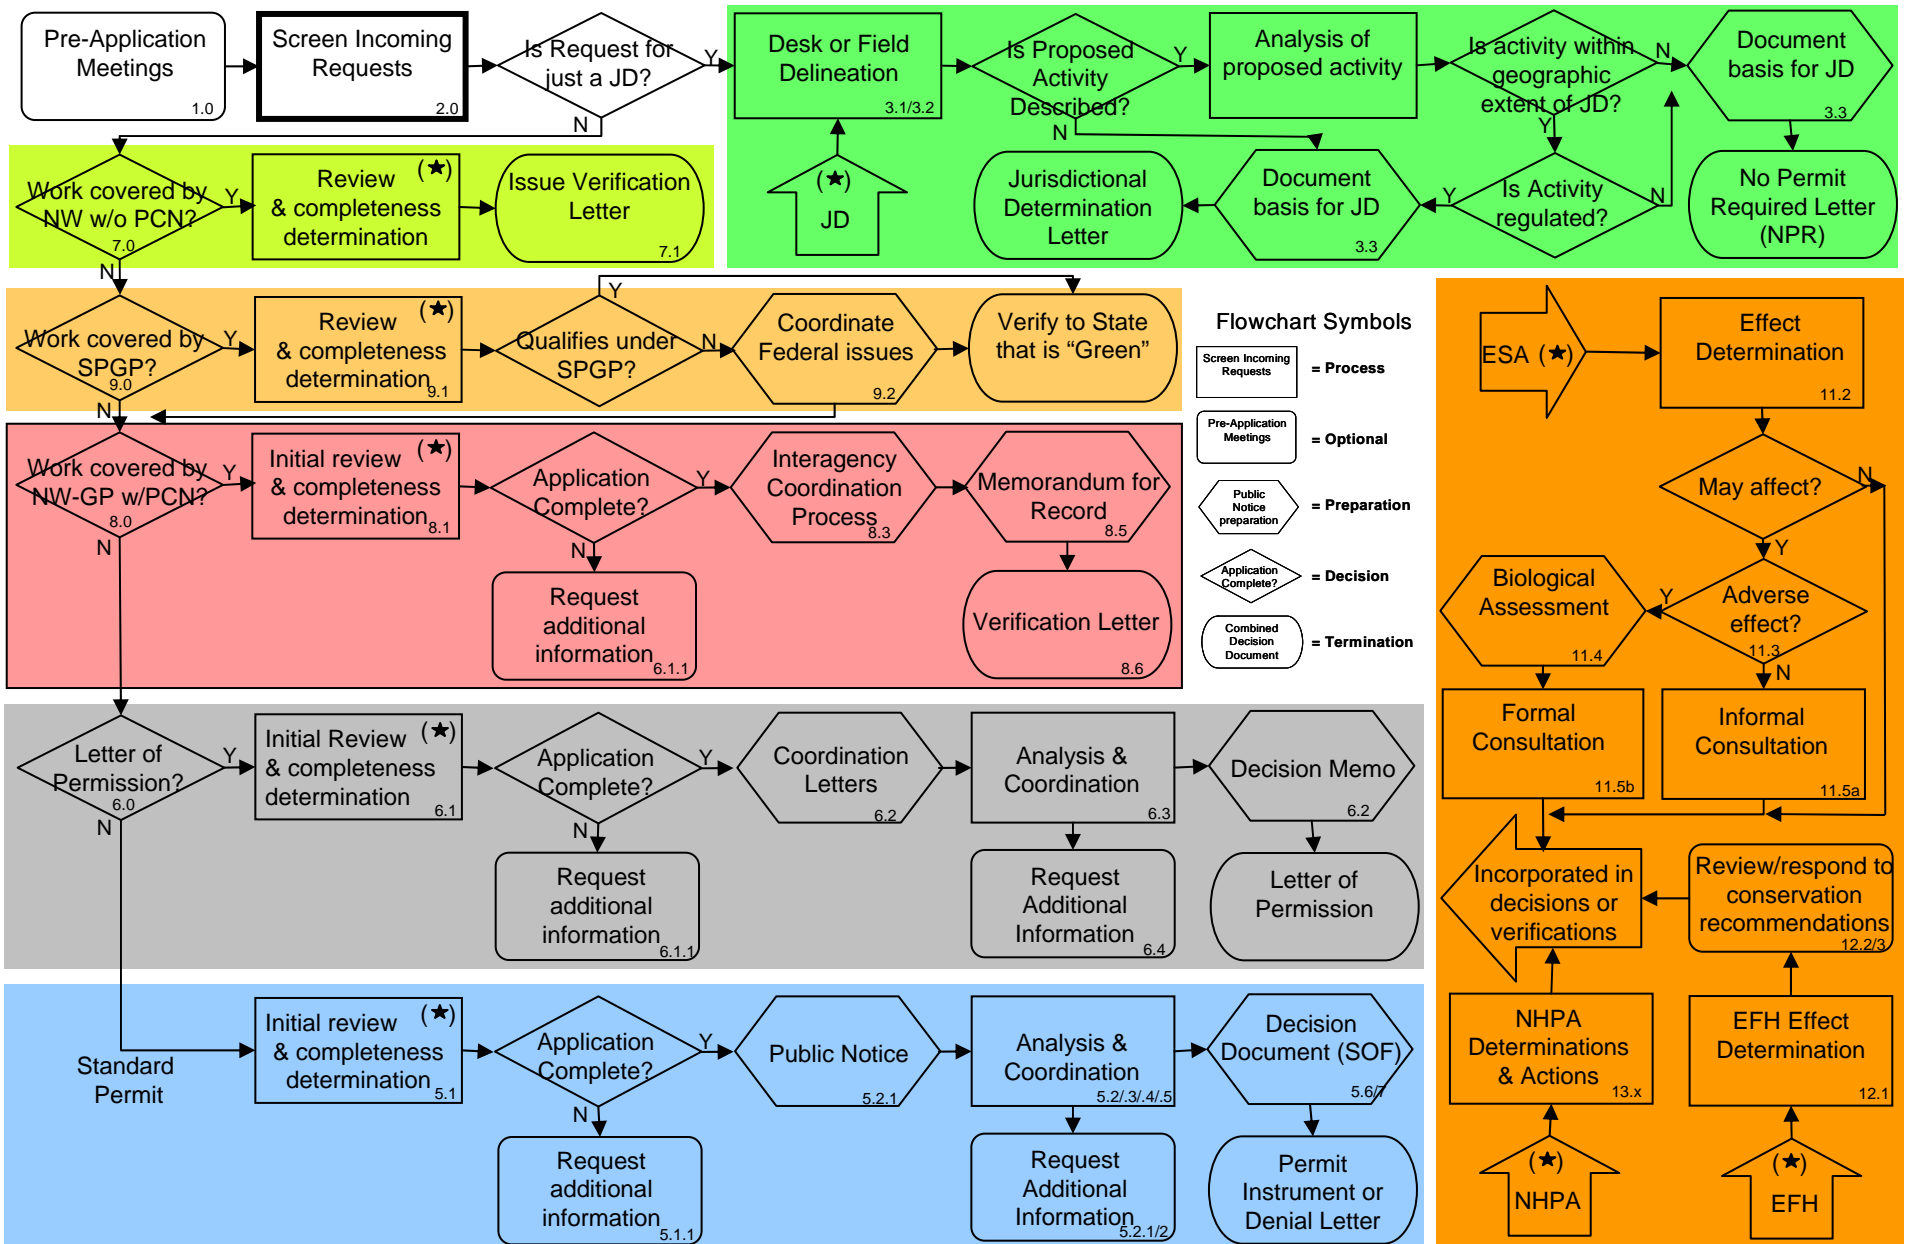 Pre-Application
Meetings
1.0
Screen Incoming
Requests
2.0
Is Request for
just a JD?
Y
N
Desk or Field
Delineation
3.1/3.2
Is Proposed
Activity
Described?
Y
N
Analysis of
proposed activity
Is activity within
geographic
extent of JD?
N
Y
Document
basis for JD
3.3
(★)
JD
Jurisdictional
Determination
Letter
Document
basis for JD
3.3
Y
Is Activity
regulated?
N
No Permit
Required Letter
(NPR)
Work covered by
NW w/o PCN?
7.0
Y
N
Review (★)
& completeness
determination
Issue Verification
Letter
7.1
Work covered by
SPGP?
9.0
Y
N
Review (★)
& completeness
determination
9.1
Y
Qualifies under
SPGP?
N
Coordinate
Federal issues
9.2
Verify to State
that is “Green”
Work covered by
NW-GP w/PCN?
8.0
Y
N
Initial review (★)
& completeness
determination
8.1
Application
Complete?
Y
N
Interagency
Coordination
Process
8.3
Memorandum for
Record
8.5
Request
additional
information
6.1.1
Verification Letter
8.6
Flowchart Symbols
Screen Incoming
Requests
= Process
Pre-Application
Meetings
= Optional
Public
Notice
preparation
= Preparation
Application
Complete?
= Decision
Combined
Decision
Document
= Termination
Letter of
Permission?
6.0
Y
N
Initial Review (★)
& completeness
determination
6.1
Application
Complete?
Y
N
Coordination
Letters
6.2
Analysis &
Coordination
6.3
Decision Memo
6.2
Request
additional
information
6.1.1
Request
Additional
Information
6.4
Letter of
Permission
Standard
Permit
Initial review (★)
& completeness
determination
5.1
Application
Complete?
Y
N
Public Notice
5.2.1
Analysis &
Coordination
5.2/.3/.4/.5
Decision
Document (SOF)
5.6/7
Request
additional
information
5.1.1
Request
Additional
Information
5.2.1/2
Permit
Instrument or
Denial Letter
ESA (★)
Effect
Determination
11.2
May affect?
N
Y
Biological
Assessment
11.4
Y
Adverse
effect?
11.3
N
Formal
Consultation
11.5b
Informal
Consultation
11.5a
Incorporated in
decisions or
verifications
Review/respond to
conservation
recommendations
12.2/3
NHPA
Determinations
& Actions
13.x
EFH Effect
Determination
12.1
(★)
NHPA
(★)
EFH